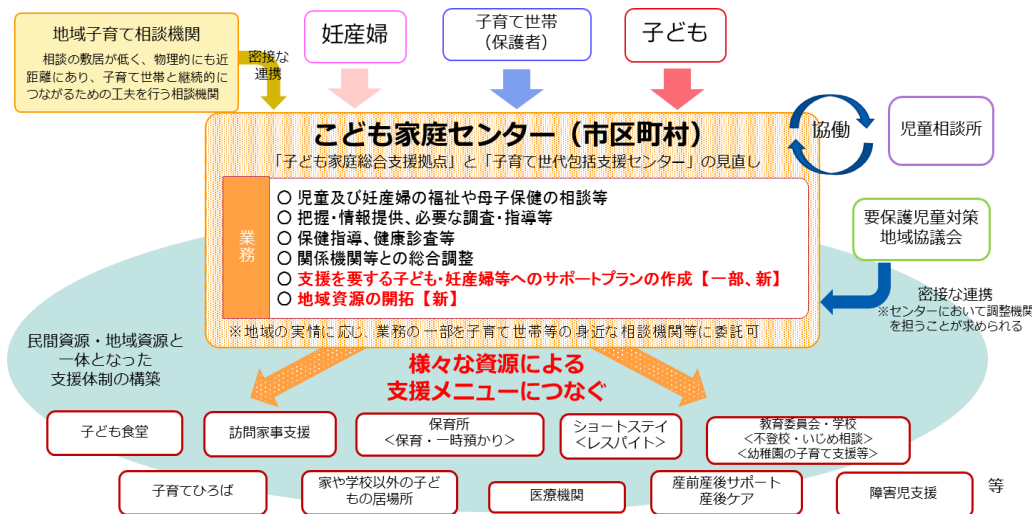 地域子育て相談機関
相談の敷居が低く、物理的にも近
距離にあり、子育て世帯と継続的に
つながるための工夫を行う相談機関
密接な
連携
妊産婦
子育て世帯
(保護者)
子ども
こども家庭センター（市区町村）
「子ども家庭総合支援拠点」と「子育て世代包括支援センター」の見直し
協働
児童相談所
業務
○ 児童及び妊産婦の福祉や母子保健の相談等
○ 把握・情報提供、必要な調査・指導等
○ 保健指導、健康診査等
○ 関係機関等との総合調整
○ 支援を要する子ども・妊産婦等へのサポートプランの作成【一部、新】
○ 地域資源の開拓【新】
※地域の実情に応じ、業務の一部を子育て世帯等の身近な相談機関等に委託可
要保護児童対策
地域協議会
密接な連携
※センターにおいて調整機関
を担うことが求められる
民間資源・地域資源と
一体となった
支援体制の構築
様々な資源による
支援メニューにつなぐ
子ども食堂
訪問家事支援
保育所
<保育・一時預かり>
ショートステイ
<レスパイト>
教育委員会・学校
<不登校・いじめ相談>
<幼稚園の子育て支援等>
子育てひろば
家や学校以外の子ど
もの居場所
医療機関
産前産後サポート
産後ケア
障害児支援
等